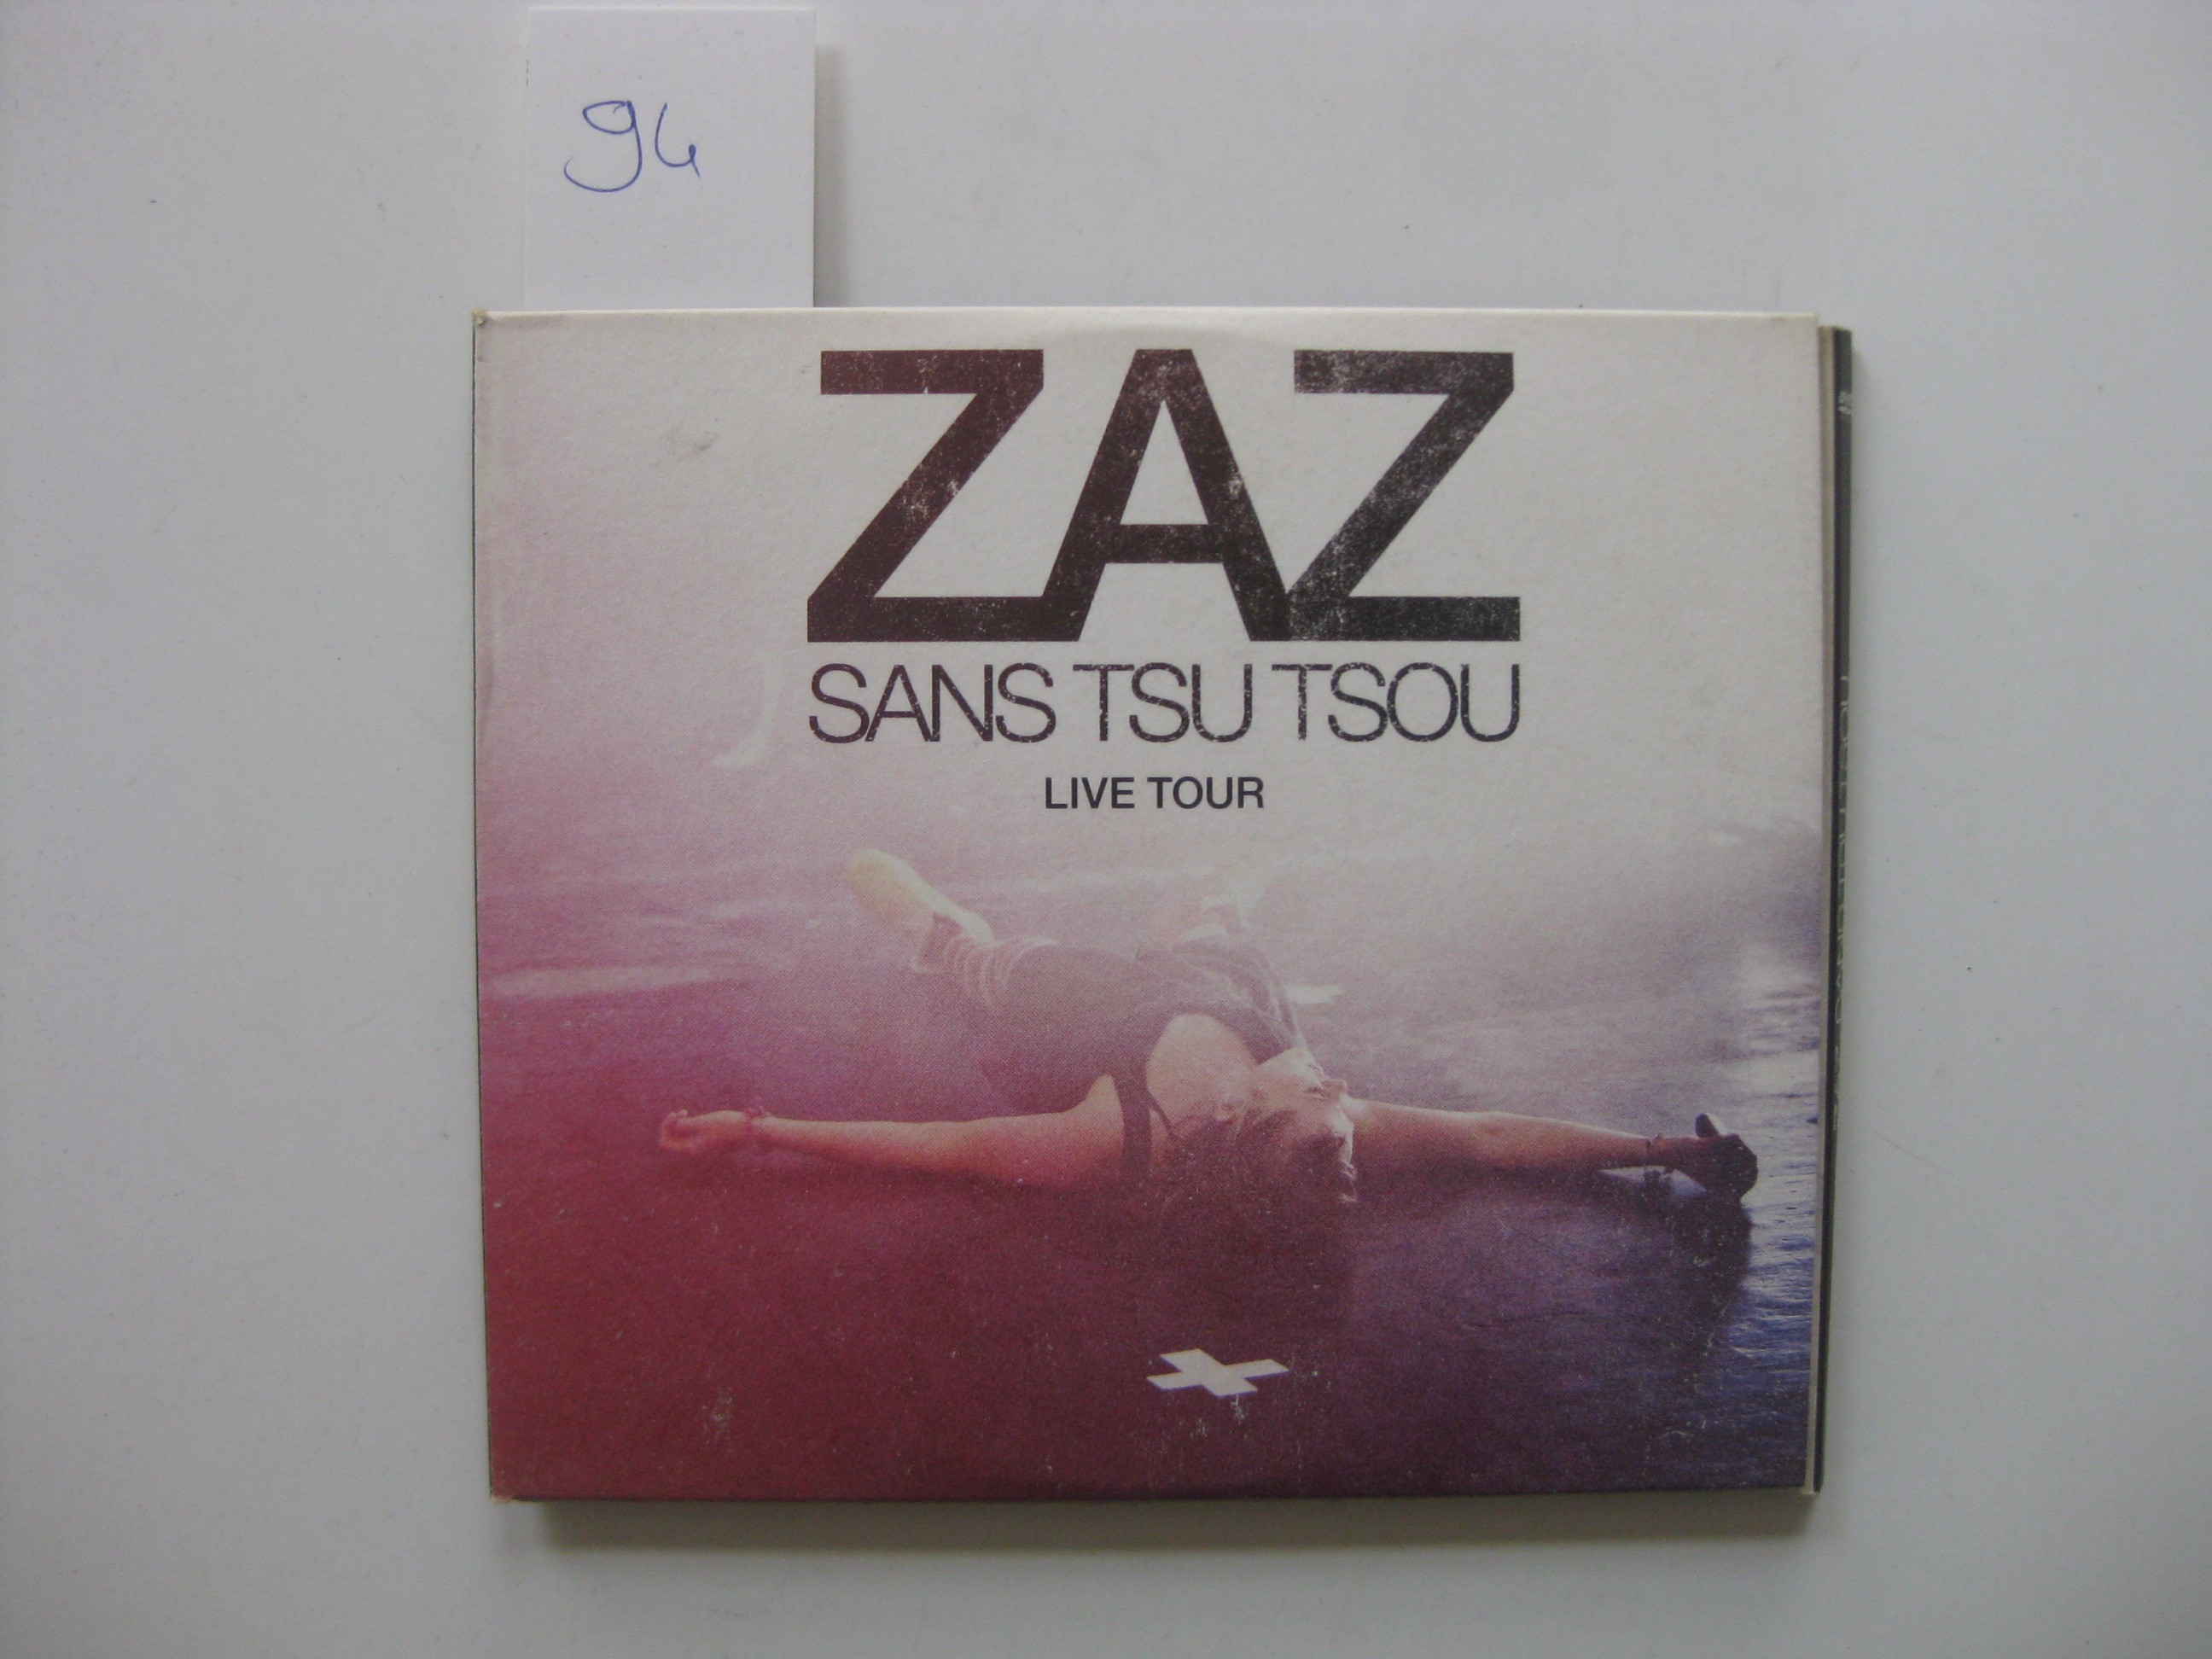 94
ZAZ
SANS TSU TSOU
LIVE TOUR